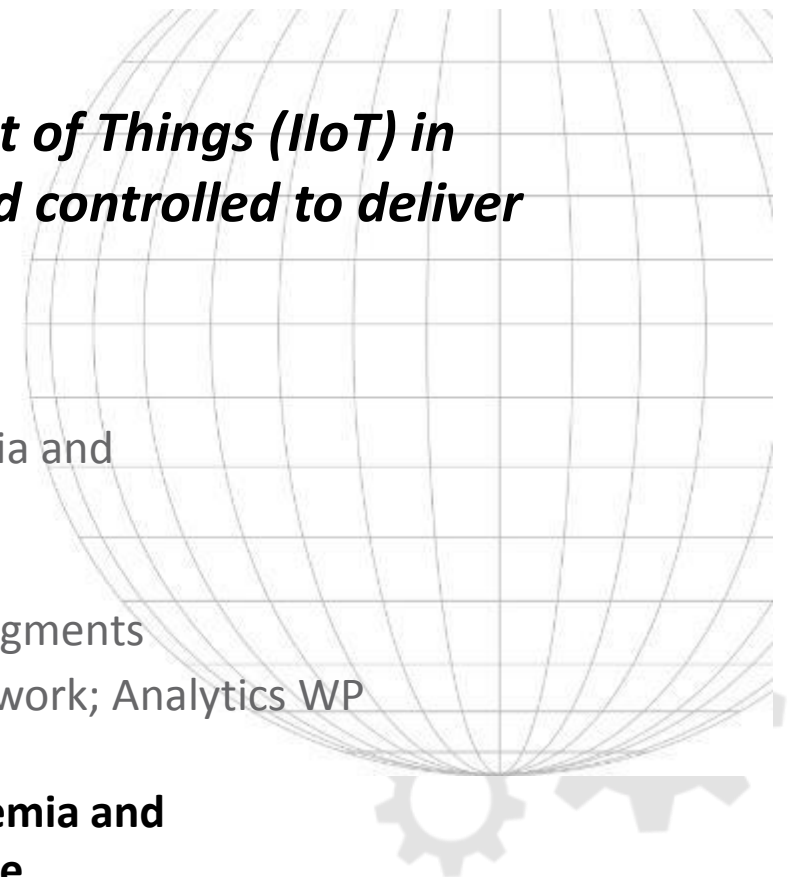 t of Things (IIoT) in
d controlled to deliver
ia and
gments
work; Analytics WP
emia and
e